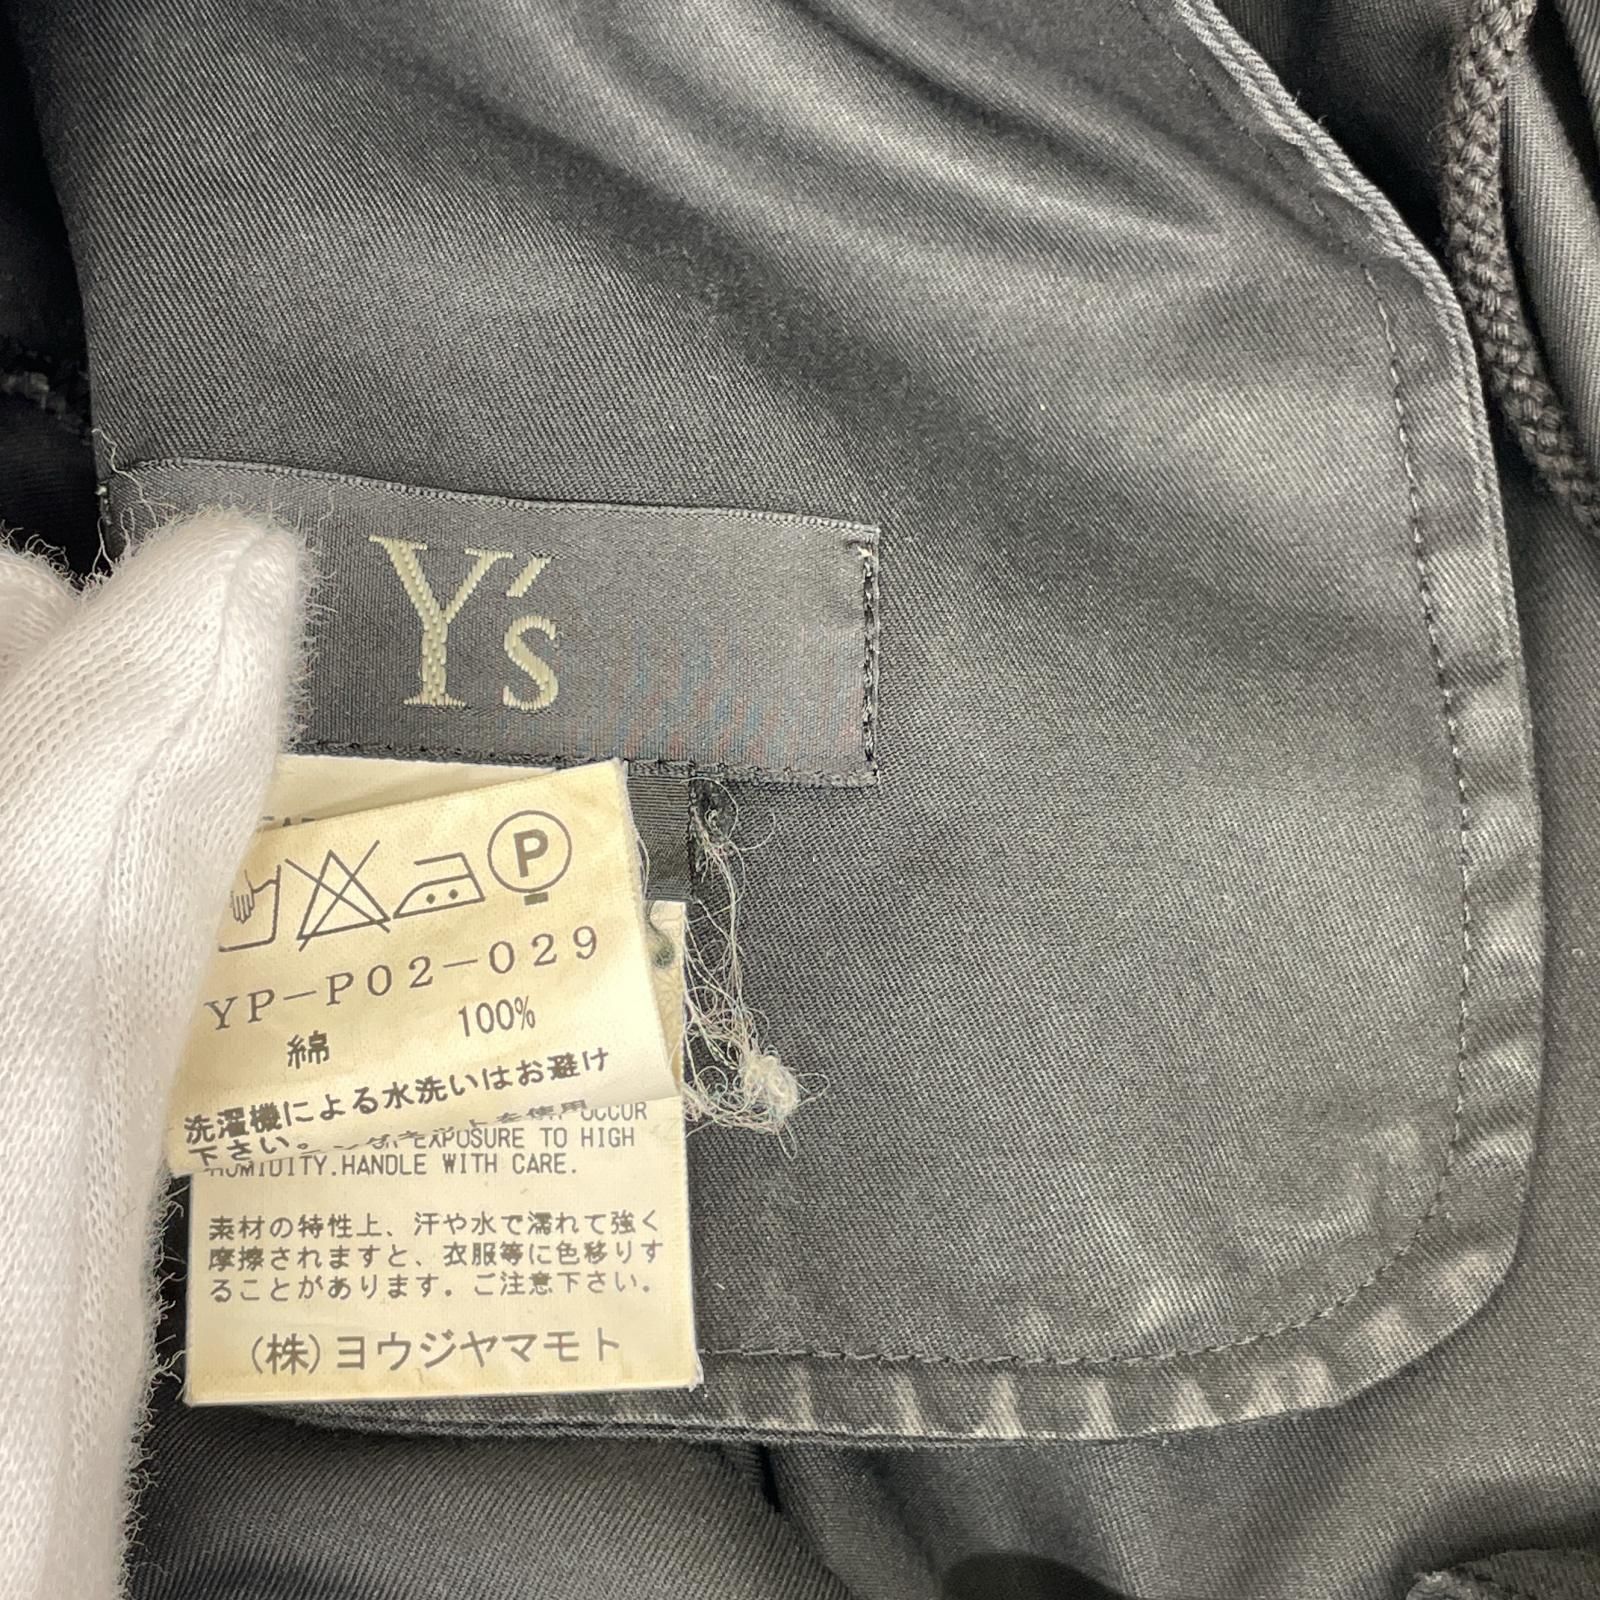 Y's
P
YP-P02-029
綿 100%
洗濯機による水洗いはお避け
下さい。
OCCUR
EXPOSURE TO HIGH
HUMIDITY.HANDLE WITH CARE.
素材の特性上、汗や水で濡れて強く
摩擦されますと、衣服等に色移りす
ることがあります。ご注意下さい。
(株)ヨウジヤマモト